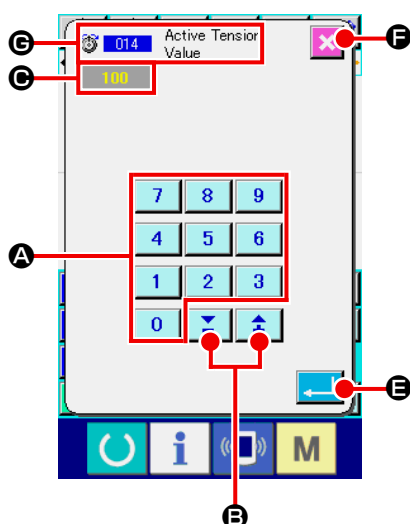 G
014
Active Tension
Value
F
C
100
7 8 9
A
4 5 6
1 2 3
0
E
i M
B